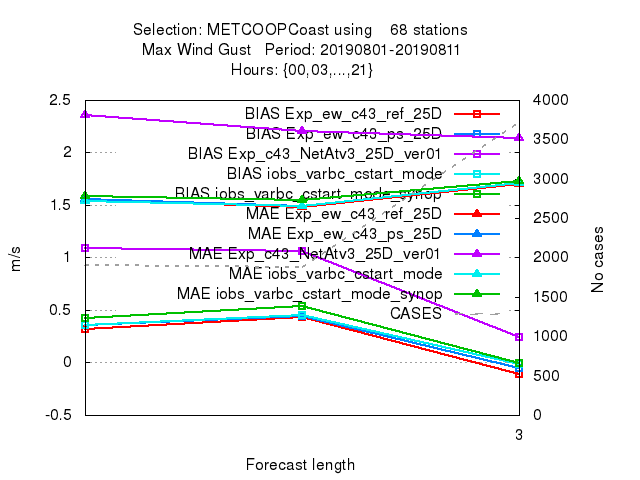 Selection: METCOOPCoast using 68 stations
Max Wind Gust Period: 20190801-20190811
Hours: {00,03,...,21}
2.5
2
1.5
1
0.5
0
-0.5
m/s
BIAS Exp_ew_c43_ref_25D
BIAS Exp_ew_c43_ps_25D
BIAS Exp_c43_NetAtv3_25D_ver01
BIAS iobs_varbc_cstart_mode
BIAS iobs_varbc_cstart_mode_synop
MAE Exp_ew_c43_ref_25D
MAE Exp_ew_c43_ps_25D
MAE Exp_c43_NetAtv3_25D_ver01
MAE iobs_varbc_cstart_mode
MAE iobs_varbc_cstart_mode_synop
CASES
4000
3500
3000
2500
2000
1500
1000
500
0
No cases
3
Forecast length